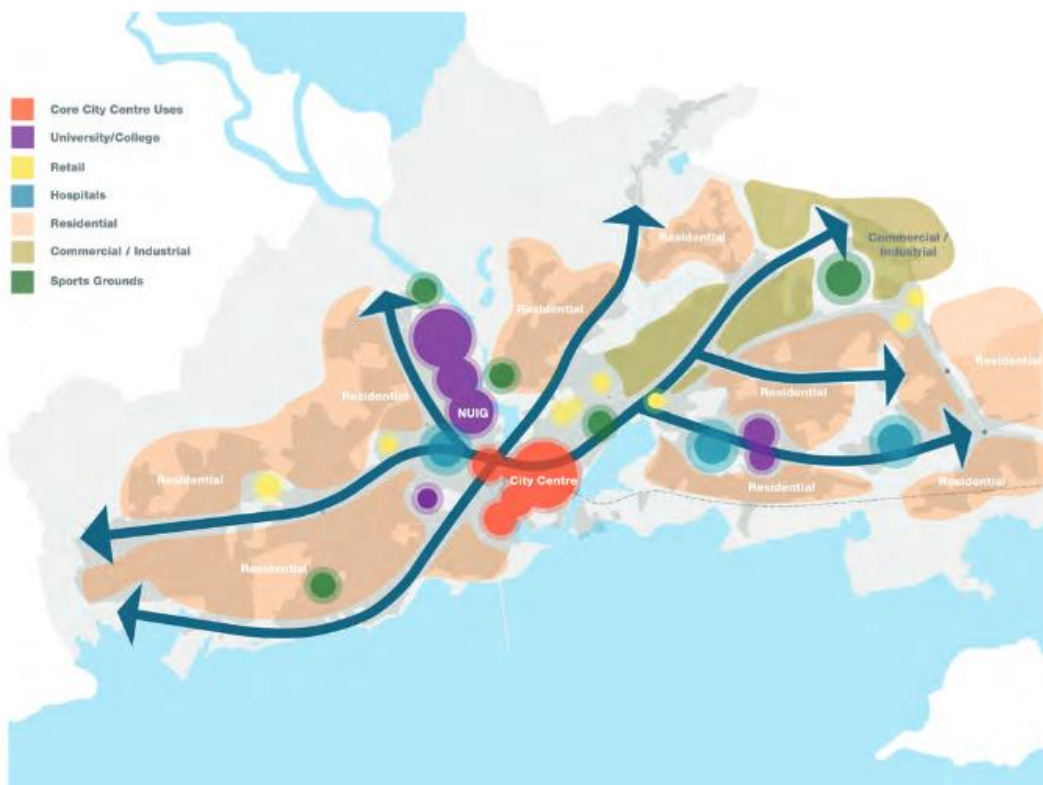 Core City Centre Uses
University/College
Retail
Hospitals
Residential
Commercial / Industrial
Sports Grounds
Residential
Commercial /
Industrial
Residential
Residential
Residential
Residential
NUIG
Residential
City Centre
Residential
Residential
Residential